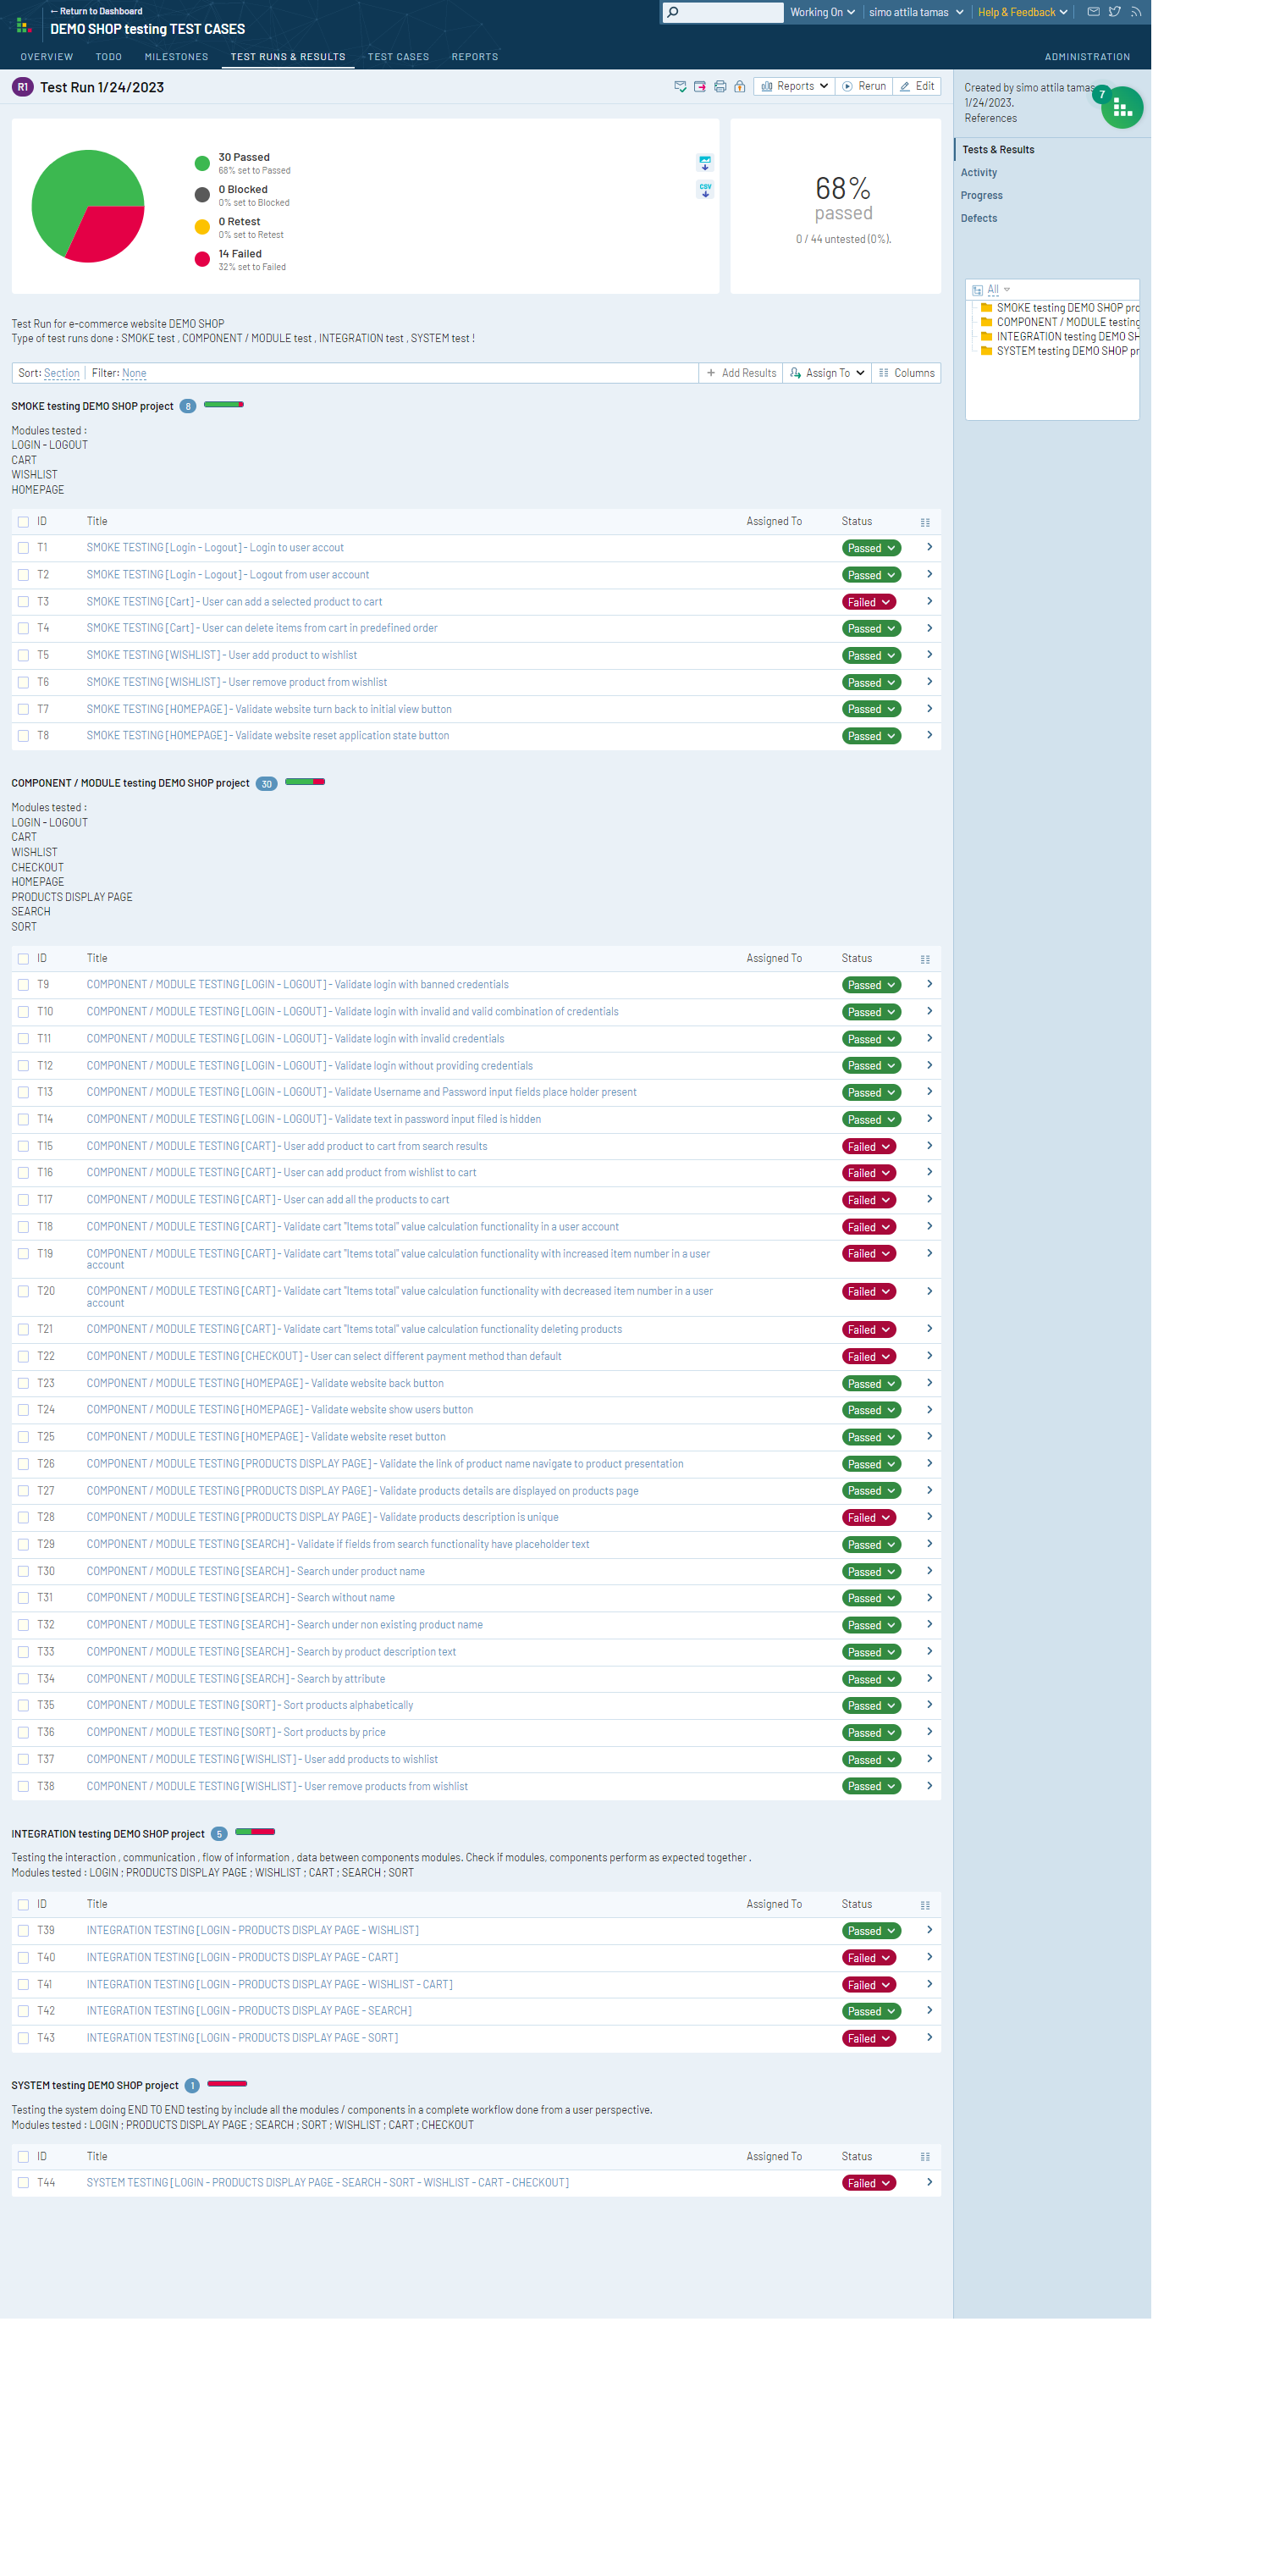 ← Return to Dashboard
DEMO SHOP testing TEST CASES
Working On
simo attila tamas
Help & Feedback
OVERVIEW TODO MILESTONES TEST RUNS & RESULTS TEST CASES REPORTS ADMINISTRATION
R1 Test Run 1/24/2023
Reports Rerun Edit
Created by simo attila tamas
1/24/2023.
References
7
Tests & Results
Activity
Progress
Defects
30 Passed
68% set to Passed
0 Blocked
0% set to Blocked
0 Retest
0% set to Retest
14 Failed
32% set to Failed
CSV
68%
passed
0 / 44 untested (0%).
All
SMOKE testing DEMO SHOP pro
COMPONENT / MODULE testing
INTEGRATION testing DEMO SH
SYSTEM testing DEMO SHOP pr
Test Run for e-commerce website DEMO SHOP
Type of test runs done : SMOKE test , COMPONENT / MODULE test , INTEGRATION test , SYSTEM test !
Sort: Section Filter: None + Add Results Assign To Columns
SMOKE testing DEMO SHOP project 8
Modules tested :
LOGIN - LOGOUT
CART
WISHLIST
HOMEPAGE
ID Title Assigned To Status
T1 SMOKE TESTING [Login - Logout] - Login to user accout Passed
T2 SMOKE TESTING [Login - Logout] - Logout from user account Passed
T3 SMOKE TESTING [Cart] - User can add a selected product to cart Failed
T4 SMOKE TESTING [Cart] - User can delete items from cart in predefined order Passed
T5 SMOKE TESTING [WISHLIST] - User add product to wishlist Passed
T6 SMOKE TESTING [WISHLIST] - User remove product from wishlist Passed
T7 SMOKE TESTING [HOMEPAGE] - Validate website turn back to initial view button Passed
T8 SMOKE TESTING [HOMEPAGE] - Validate website reset application state button Passed
COMPONENT / MODULE testing DEMO SHOP project 30
Modules tested :
LOGIN - LOGOUT
CART
WISHLIST
CHECKOUT
HOMEPAGE
PRODUCTS DISPLAY PAGE
SEARCH
SORT
ID Title Assigned To Status
T9 COMPONENT / MODULE TESTING [LOGIN - LOGOUT] - Validate login with banned credentials Passed
T10 COMPONENT / MODULE TESTING [LOGIN - LOGOUT] - Validate login with invalid and valid combination of credentials Passed
T11 COMPONENT / MODULE TESTING [LOGIN - LOGOUT] - Validate login with invalid credentials Passed
T12 COMPONENT / MODULE TESTING [LOGIN - LOGOUT] - Validate login without providing credentials Passed
T13 COMPONENT / MODULE TESTING [LOGIN - LOGOUT] - Validate Username and Password input fields place holder present Passed
T14 COMPONENT / MODULE TESTING [LOGIN - LOGOUT] - Validate text in password input filed is hidden Passed
T15 COMPONENT / MODULE TESTING [CART] - User add product to cart from search results Failed
T16 COMPONENT / MODULE TESTING [CART] - User can add product from wishlist to cart Failed
T17 COMPONENT / MODULE TESTING [CART] - User can add all the products to cart Failed
T18 COMPONENT / MODULE TESTING [CART] - Validate cart "Items total" value calculation functionality in a user account Failed
T19 COMPONENT / MODULE TESTING [CART] - Validate cart "Items total" value calculation functionality with increased item number in a user Failed
account
T20 COMPONENT / MODULE TESTING [CART] - Validate cart "Items total" value calculation functionality with decreased item number in a user Failed
account
T21 COMPONENT / MODULE TESTING [CART] - Validate cart "Items total" value calculation functionality deleting products Failed
T22 COMPONENT / MODULE TESTING [CHECKOUT] - User can select different payment method than default Failed
T23 COMPONENT / MODULE TESTING [HOMEPAGE] - Validate website back button Passed
T24 COMPONENT / MODULE TESTING [HOMEPAGE] - Validate website show users button Passed
T25 COMPONENT / MODULE TESTING [HOMEPAGE] - Validate website reset button Passed
T26 COMPONENT / MODULE TESTING [PRODUCTS DISPLAY PAGE] - Validate the link of product name navigate to product presentation Passed
T27 COMPONENT / MODULE TESTING [PRODUCTS DISPLAY PAGE] - Validate products details are displayed on products page Passed
T28 COMPONENT / MODULE TESTING [PRODUCTS DISPLAY PAGE] - Validate products description is unique Failed
T29 COMPONENT / MODULE TESTING [SEARCH] - Validate if fields from search functionality have placeholder text Passed
T30 COMPONENT / MODULE TESTING [SEARCH] - Search under product name Passed
T31 COMPONENT / MODULE TESTING [SEARCH] - Search without name Passed
T32 COMPONENT / MODULE TESTING [SEARCH] - Search under non existing product name Passed
T33 COMPONENT / MODULE TESTING [SEARCH] - Search by product description text Passed
T34 COMPONENT / MODULE TESTING [SEARCH] - Search by attribute Passed
T35 COMPONENT / MODULE TESTING [SORT] - Sort products alphabetically Passed
T36 COMPONENT / MODULE TESTING [SORT] - Sort products by price Passed
T37 COMPONENT / MODULE TESTING [WISHLIST] - User add products to wishlist Passed
T38 COMPONENT / MODULE TESTING [WISHLIST] - User remove products from wishlist Passed
INTEGRATION testing DEMO SHOP project 5
Testing the interaction , communication , flow of information , data between components modules. Check if modules, components perform as expected together .
Modules tested : LOGIN ; PRODUCTS DISPLAY PAGE ; WISHLIST ; CART ; SEARCH ; SORT
ID Title Assigned To Status
T39 INTEGRATION TESTING [LOGIN - PRODUCTS DISPLAY PAGE - WISHLIST] Passed
T40 INTEGRATION TESTING [LOGIN - PRODUCTS DISPLAY PAGE - CART] Failed
T41 INTEGRATION TESTING [LOGIN - PRODUCTS DISPLAY PAGE - WISHLIST - CART] Failed
T42 INTEGRATION TESTING [LOGIN - PRODUCTS DISPLAY PAGE - SEARCH] Passed
T43 INTEGRATION TESTING [LOGIN - PRODUCTS DISPLAY PAGE - SORT] Failed
SYSTEM testing DEMO SHOP project 1
Testing the system doing END TO END testing by include all the modules / components in a complete workflow done from a user perspective.
Modules tested : LOGIN ; PRODUCTS DISPLAY PAGE ; SEARCH ; SORT ; WISHLIST ; CART ; CHECKOUT
ID Title Assigned To Status
T44 SYSTEM TESTING [LOGIN - PRODUCTS DISPLAY PAGE - SEARCH - SORT - WISHLIST - CART - CHECKOUT] Failed